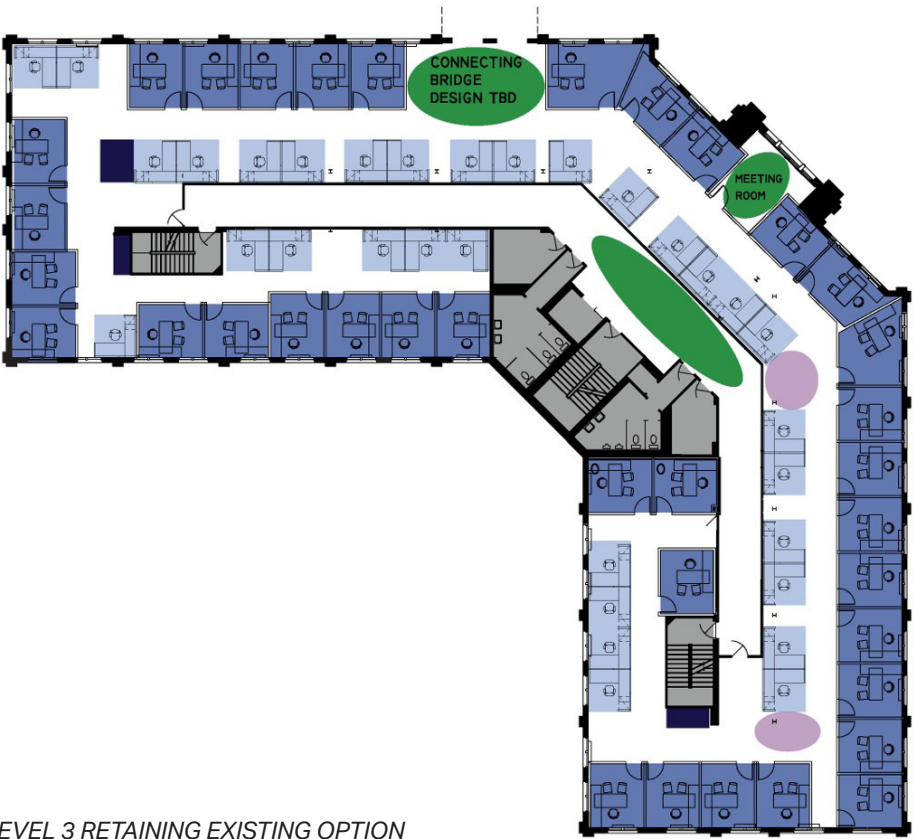 CONNECTING
BRIDGE
DESIGN TBD
MEETING
ROOM
EVEL 3 RETAINING EXISTING OPTION